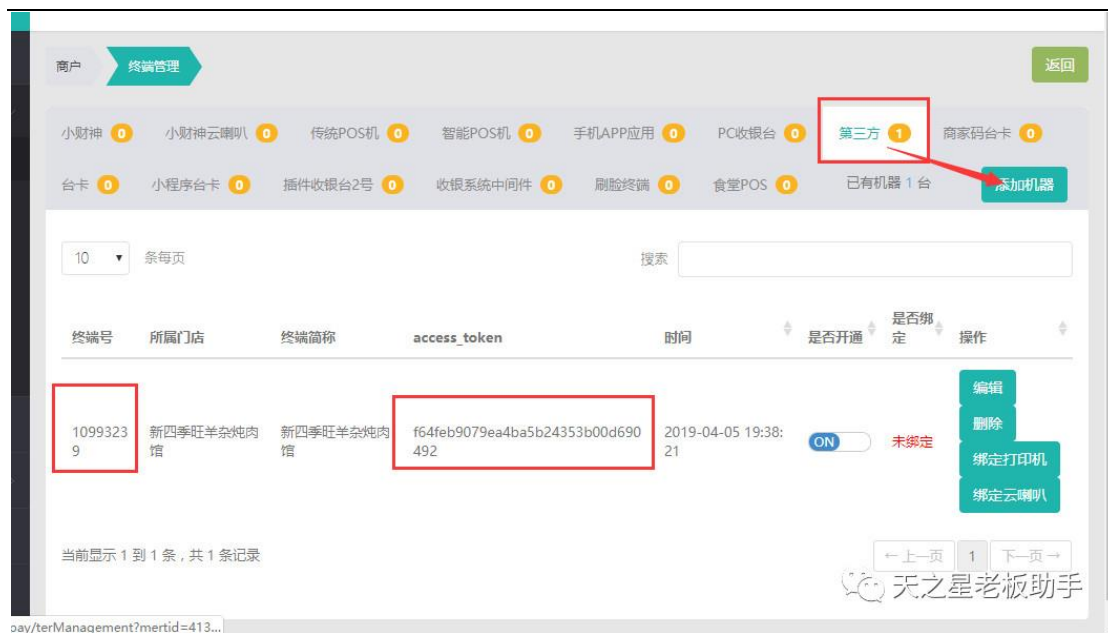 商户 终端管理 返回
小财神 0 小财神云喇叭 0 传统POS机 0 智能POS机 0 手机APP应用 0 PC收银台 0 第三方 1 商家码台卡 0
台卡 0 小程序台卡 0 插件收银台2号 0 收银系统中间件 0 刷脸终端 0 食堂POS 0 已有机器 1 台 添加机器
10 条每页 搜索
终端号 所属门店 终端简称 access_token 时间 是否开通 是否绑
定 操作
编辑
删除
1099323 新四季旺羊杂炖肉 新四季旺羊杂炖肉 f64feb9079ea4ba5b24353b00d690 2019-04-05 19:38: ON 未绑定
9 馆 馆 492 21
绑定打印机
绑定云喇叭
当前显示 1 到 1 条，共 1 条记录 ←上一页 1 下一页→
天之星老板助手
pay/terManagement?mertid=413...